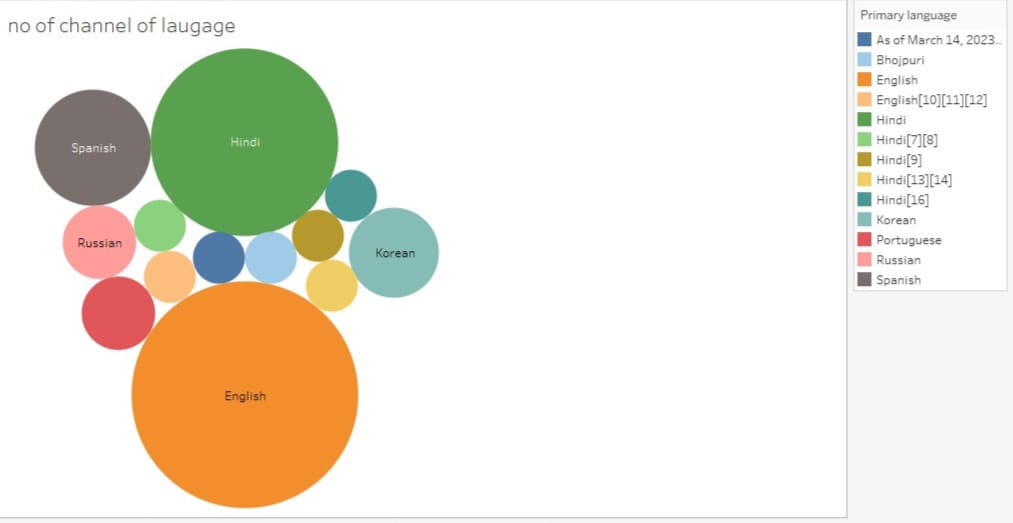 no of channel of laugage
Spanish
Hindi
Russian
Korean
English
Primary language
As of March 14, 2023..
Bhojpuri
English
English[10][11][12]
Hindi
Hindi[7][8]
Hindi[9]
Hindi[13][14]
Hindi[16]
Korean
Portuguese
Russian
Spanish